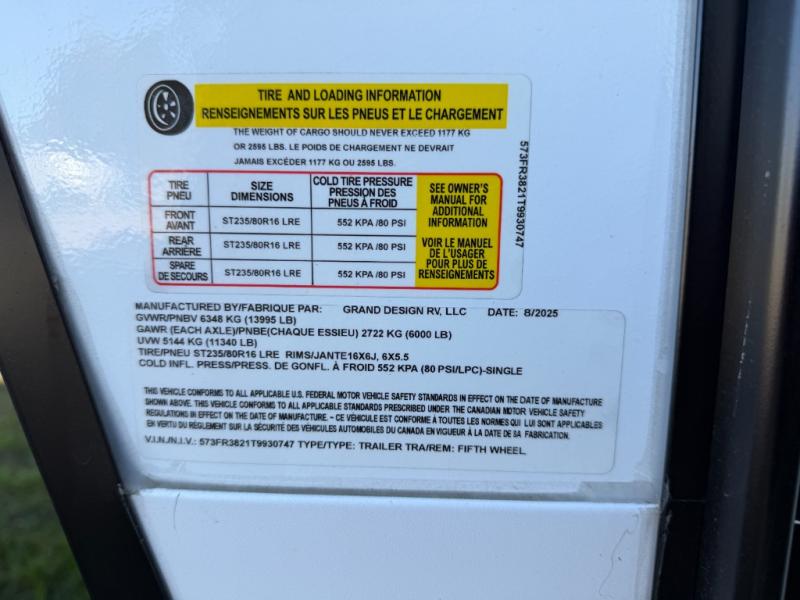 TIRE AND LOADING INFORMATION
RENSEIGNEMENTS SUR LES PNEUS ET LE CHARGEMENT
THE WEIGHT OF CARGO SHOULD NEVER EXCEED 1177 KG
OR 2595 LBS. LE POIDS DE CHARGEMENT NE DEVRAIT
JAMAIS EXCÉDER 1177 KG OU 2595 LBS.
TIRE
PNEU
SIZE
DIMENSIONS
COLD TIRE PRESSURE
PRESSION DES
PNEUS À FROID
SEE OWNER'S
MANUAL FOR
ADDITIONAL
INFORMATION
VOIR LE MANUEL
DE L'USAGER
POUR PLUS DE
RENSEIGNEMENTS
FRONT
AVANT
ST235/80R16 LRE
552 KPA /80 PSI
REAR
ARRIÈRE
ST235/80R16 LRE
552 KPA /80 PSI
SPARE
DE SECOURS
ST235/80R16 LRE
552 KPA /80 PSI
573FR3821T9930747
MANUFACTURED BY/FABRIQUE PAR: GRAND DESIGN RV, LLC DATE: 8/2025
GVWR/PNBV 6348 KG (13995 LB)
GAWR (EACH AXLE)/PNBE(CHAQUE ESSIEU) 2722 KG (6000 LB)
UVW 5144 KG (11340 LB)
TIRE/PNEU ST235/80R16 LRE RIMS/JANTE16X6J, 6X5.5
COLD INFL. PRESS/PRESS. DE GONFL. À FROID 552 KPA (80 PSI/LPC)-SINGLE
THIS VEHICLE CONFORMS TO ALL APPLICABLE U.S. FEDERAL MOTOR VEHICLE SAFETY STANDARDS IN EFFECT ON THE DATE OF MANUFACTURE
SHOWN ABOVE. THIS VEHICLE CONFORMS TO ALL APPLICABLE STANDARDS PRESCRIBED UNDER THE CANADIAN MOTOR VEHICLE SAFETY
REGULATIONS IN EFFECT ON THE DATE OF MANUFACTURE. - CE VÉHICULE EST CONFORME À TOUTES LES NORMES QUI LUI SONT APPLICABLES
EN VERTU DU RÈGLEMENT SUR LA SÉCURITÉ DES VÉHICULES AUTOMOBILES DU CANADA EN VIGUEUR À LA DATE DE SA FABRICATION.
V.I.N./N.I.V.: 573FR3821T9930747 TYPE/TYPE: TRAILER TRA/REM: FIFTH WHEEL